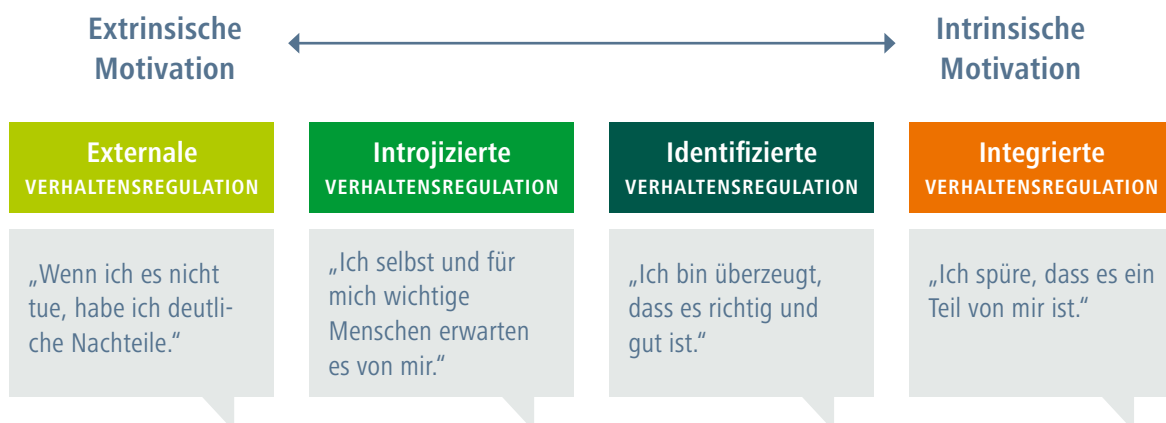 Extrinsische
Motivation
Intrinsische
Motivation
Externale
VERHALTENSREGULATION
Introjizierte
VERHALTENSREGULATION
Identifizierte
VERHALTENSREGULATION
Integrierte
VERHALTENSREGULATION
„Wenn ich es nicht
tue, habe ich deutli-
che Nachteile.“
„Ich selbst und für
mich wichtige
Menschen erwarten
es von mir.“
„Ich bin überzeugt,
dass es richtig und
gut ist.“
„Ich spüre, dass es ein
Teil von mir ist.“